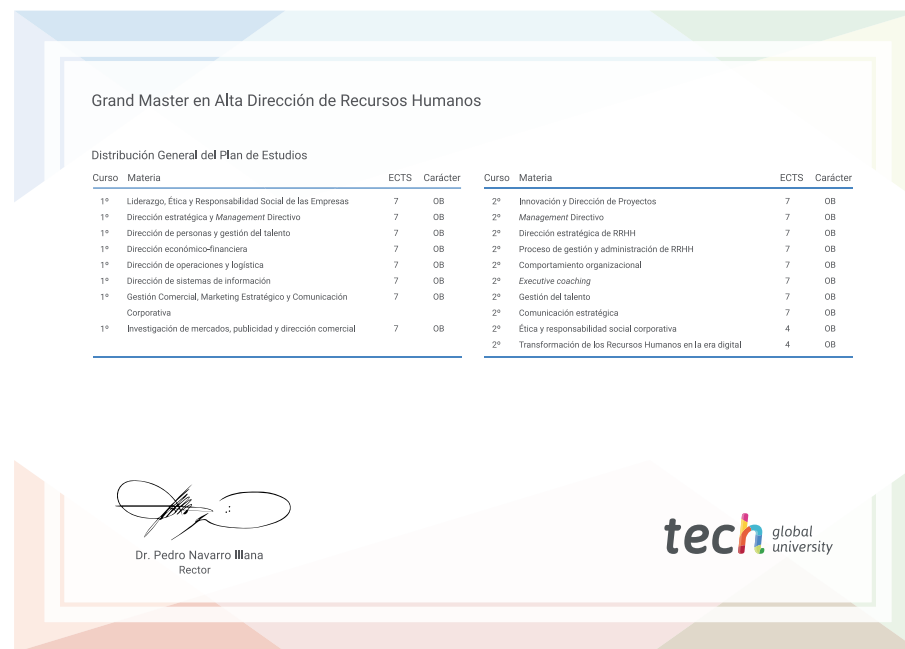 Grand Master en Alta Dirección de Recursos Humanos
Distribución General del Plan de Estudios
Curso Materia ECTS Carácter
1º Liderazgo, Ética y Responsabilidad Social de las Empresas 7 OB
1º Dirección estratégica y Management Directivo 7 OB
1º Dirección de personas y gestión del talento 7 OB
1º Dirección económico-financiera 7 OB
1º Dirección de operaciones y logística 7 OB
1º Dirección de sistemas de información 7 OB
1º Gestión Comercial, Marketing Estratégico y Comunicación 7 OB
Corporativa
1º Investigación de mercados, publicidad y dirección comercial 7 OB
Curso Materia ECTS Carácter
2º Innovación y Dirección de Proyectos 7 OB
2º Management Directivo 7 OB
2º Dirección estratégica de RRHH 7 OB
2º Proceso de gestión y administración de RRHH 7 OB
2º Comportamiento organizacional 7 OB
2º Executive coaching 7 OB
2º Gestión del talento 7 OB
2º Comunicación estratégica 7 OB
2º Ética y responsabilidad social corporativa 4 OB
2º Transformación de los Recursos Humanos en la era digital 4 OB
Dr. Pedro Navarro Illana
Rector
tech global
university